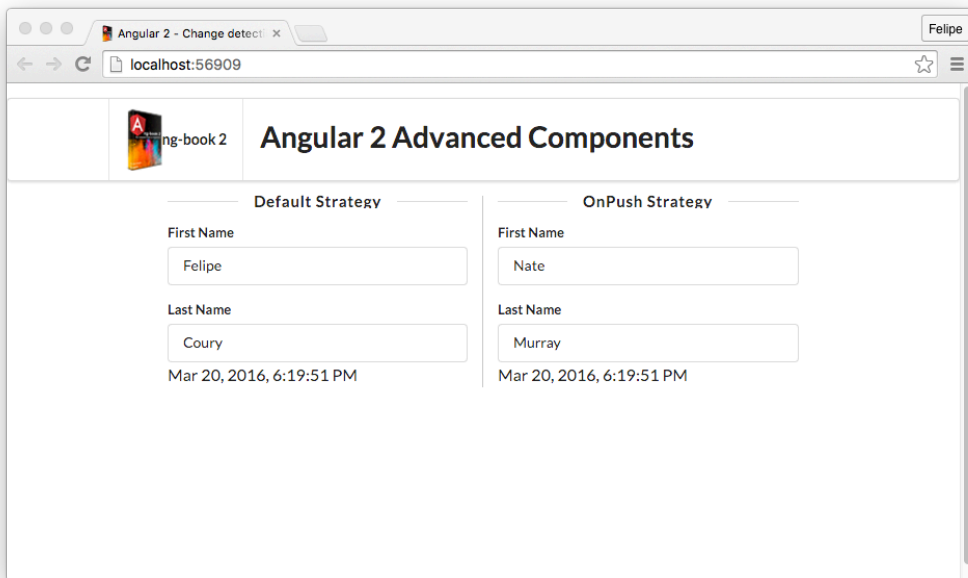 Angular 2 - Change detecti
Felipe
localhost:56909
ng-book 2
Angular 2 Advanced Components
Default Strategy
First Name
Felipe
Last Name
Coury
Mar 20, 2016, 6:19:51 PM
OnPush Strategy
First Name
Nate
Last Name
Murray
Mar 20, 2016, 6:19:51 PM